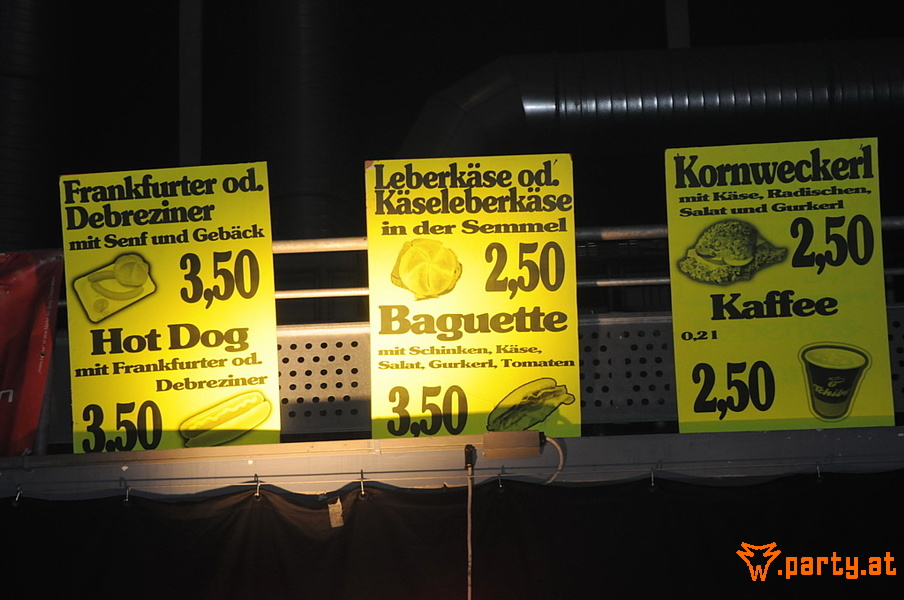 Frankfurter od.
Debreziner
mit Senf und Gebäck
3,50
Hot Dog
mit Frankfurter od.
Debreziner
3,50
Leberkäse od.
Käseleberkäse
in der Semmel
2,50
Baguette
mit Schinken, Käse,
Salat, Gurkerl, Tomaten
3,50
Kornweckerl
mit Käse, Radischen,
Salat und Gurkerl
2,50
Kaffee
0,2 l
2,50
Tchibo
.party.at